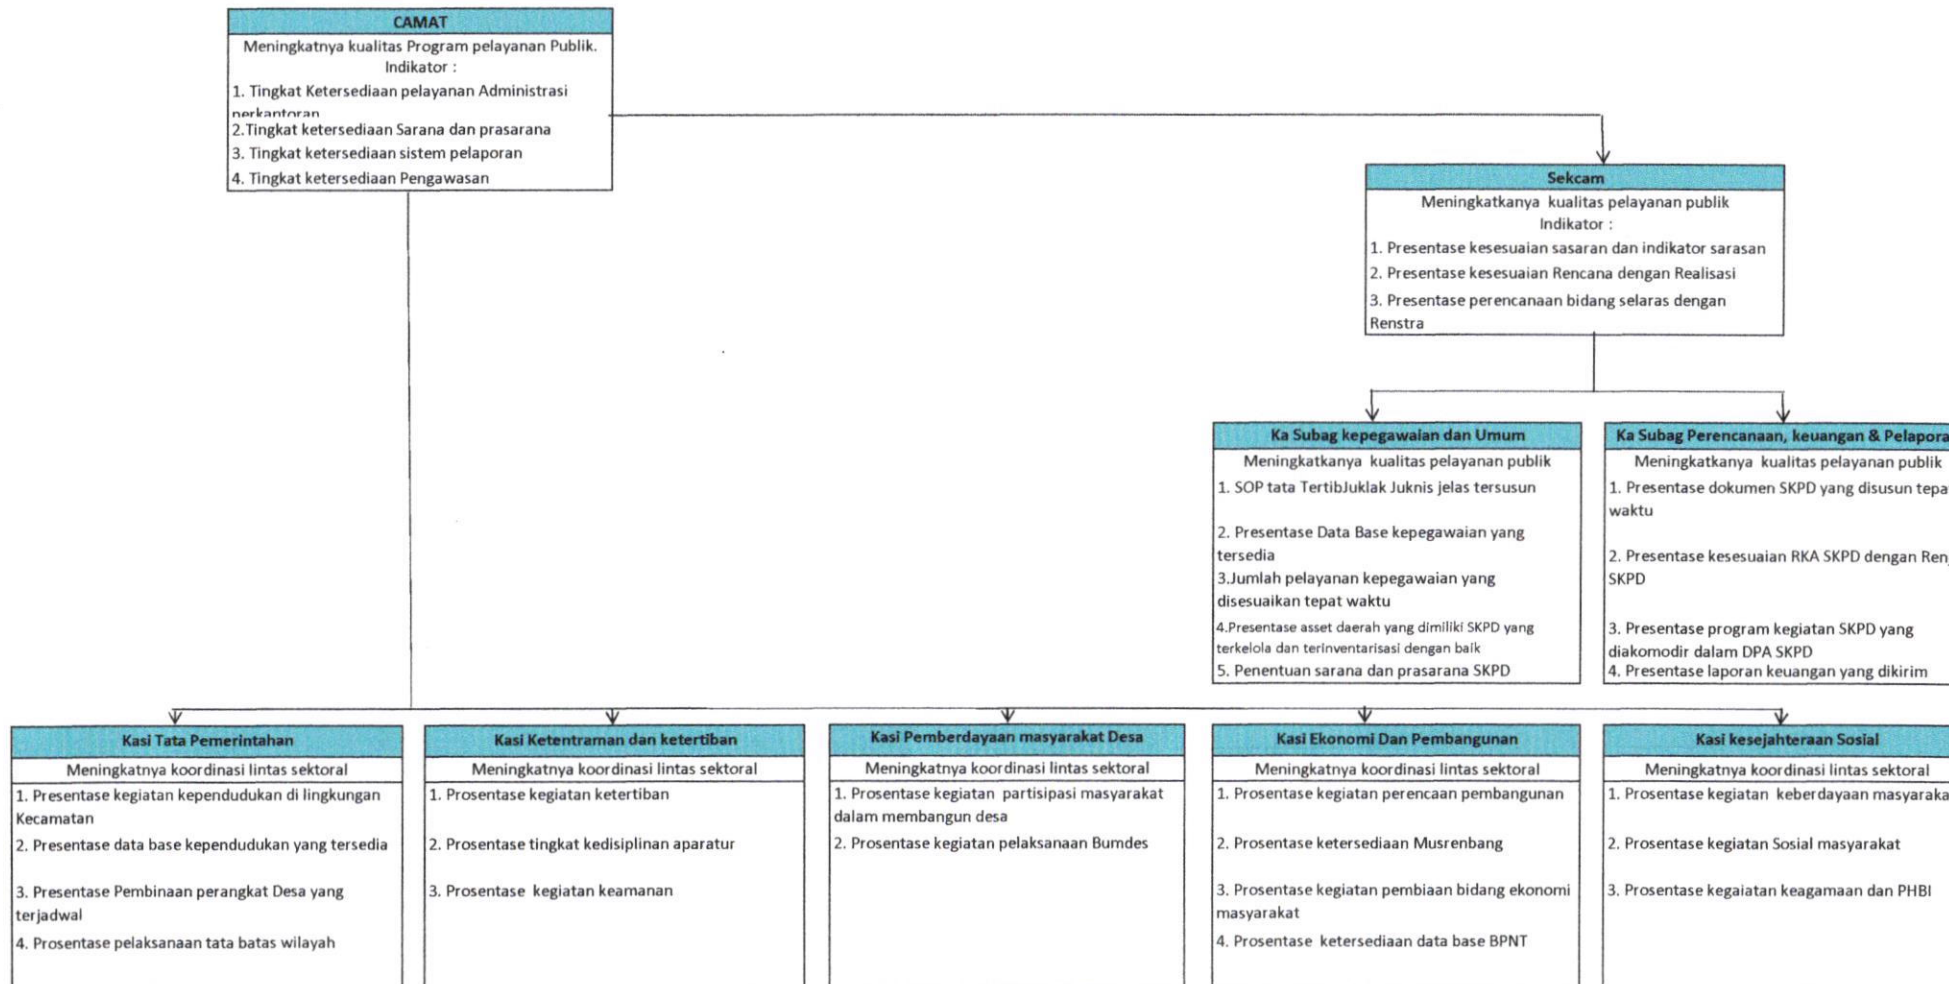 CAMAT
Meningkatnya kualitas Program pelayanan Publik.
Indikator :
1. Tingkat Ketersediaan pelayanan Administrasi
perkantoran
2.Tingkat ketersediaan Sarana dan prasarana
3. Tingkat ketersediaan sistem pelaporan
4. Tingkat ketersediaan Pengawasan
Sekcam
Meningkatkanya kualitas pelayanan publik
Indikator :
1. Presentase kesesuaian sasaran dan indikator sarasan
2. Presentase kesesuaian Rencana dengan Realisasi
3. Presentase perencanaan bidang selaras dengan
Renstra
Ka Subag kepegawaian dan Umum
Meningkatkanya kualitas pelayanan publik
1. SOP tata TertibJuklak Juknis jelas tersusun
2. Presentase Data Base kepegawaian yang
tersedia
3.Jumlah pelayanan kepegawaian yang
disesuaikan tepat waktu
4.Presentase asset daerah yang dimiliki SKPD yang
terkelola dan terinventarisasi dengan baik
5. Penentuan sarana dan prasarana SKPD
Ka Subag Perencanaan, keuangan & Pelapora
Meningkatkanya kualitas pelayanan publik
1. Presentase dokumen SKPD yang disusun tepa
waktu
2. Presentase kesesuaian RKA SKPD dengan Ren
SKPD
3. Presentase program kegiatan SKPD yang
diakomodir dalam DPA SKPD
4. Presentase laporan keuangan yang dikirim
Kasi Tata Pemerintahan
Meningkatnya koordinasi lintas sektoral
1. Presentase kegiatan kependudukan di lingkungan
Kecamatan
2. Presentase data base kependudukan yang tersedia
3. Presentase Pembinaan perangkat Desa yang
terjadwal
4. Prosentase pelaksanaan tata batas wilayah
Kasi Ketentraman dan ketertiban
Meningkatnya koordinasi lintas sektoral
1. Prosentase kegiatan ketertiban
2. Prosentase tingkat kedisiplinan aparatur
3. Prosentase kegiatan keamanan
Kasi Pemberdayaan masyarakat Desa
Meningkatnya koordinasi lintas sektoral
1. Prosentase kegiatan partisipasi masyarakat
dalam membangun desa
2. Prosentase kegiatan pelaksanaan Bumdes
Kasi Ekonomi Dan Pembangunan
Meningkatnya koordinasi lintas sektoral
1. Prosentase kegiatan perencaan pembangunan
2. Prosentase ketersediaan Musrenbang
3. Prosentase kegiatan pembiaan bidang ekonomi
masyarakat
4. Prosentase ketersediaan data base BPNT
Kasi kesejahteraan Sosial
Meningkatnya koordinasi lintas sektoral
1. Prosentase kegiatan keberdayaan masyaraka
2. Prosentase kegiatan Sosial masyarakat
3. Prosentase kegaiatan keagamaan dan PHBI